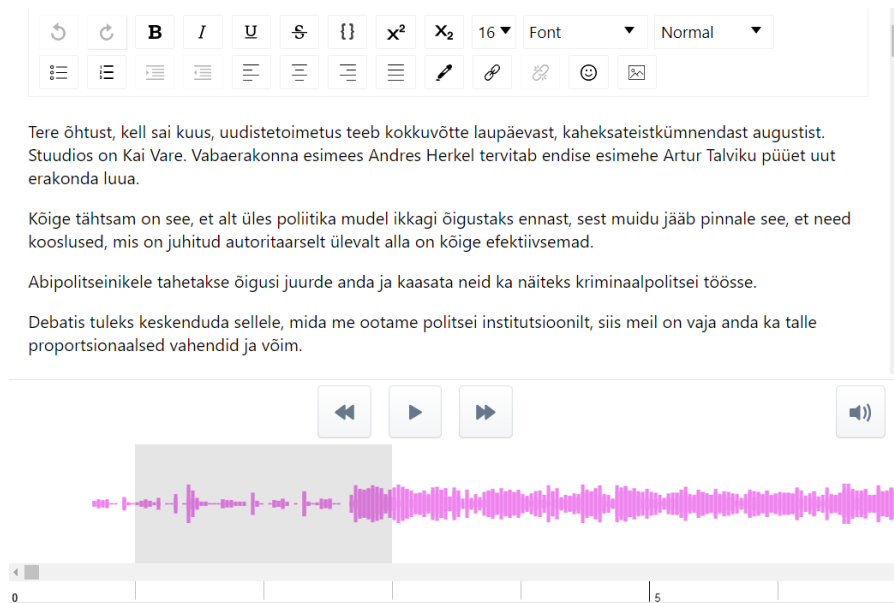 B I U S {} X² X₂ 16 Font Normal
Tere õhtust, kell sai kuus, uudistetoimetus teeb kokkuvõtte laupäevast, kaheksateistkümnendast augustist.
Stuudios on Kai Vare. Vabaerakonna esimees Andres Herkel tervitab endise esimehe Artur Talviku püüet uut
erakonda luua.
Kõige tähtsam on see, et alt üles poliitika mudel ikkagi õigustaks ennast, sest muidu jääb pinnale see, et need
kooslused, mis on juhitud autoritaarselt ülevalt alla on kõige efektiivsemad.
Abipolitseinikele tahetakse õigusi juurde anda ja kaasata neid ka näiteks kriminaalpolitsei töösse.
Debatis tuleks keskenduda sellele, mida me ootame politsei institutsioonilt, siis meil on vaja anda ka talle
proportsionaalsed vahendid ja võim.
0 5